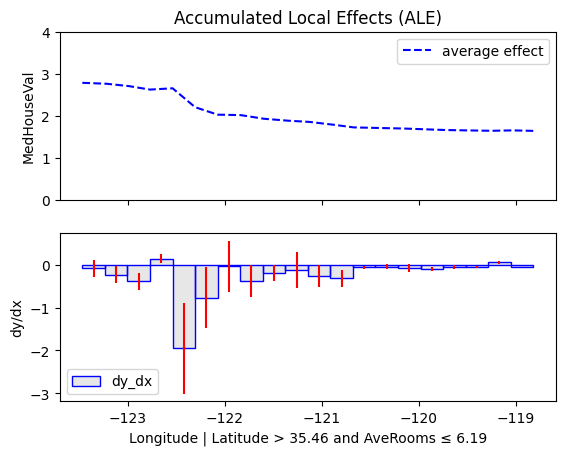 Accumulated Local Effects (ALE)
4
3
2
1
0
MedHouseVal
average effect
0
−1
−2
−3
dy/dx
dy_dx
−123
−122
−121
−120
−119
Longitude | Latitude > 35.46 and AveRooms ≤ 6.19